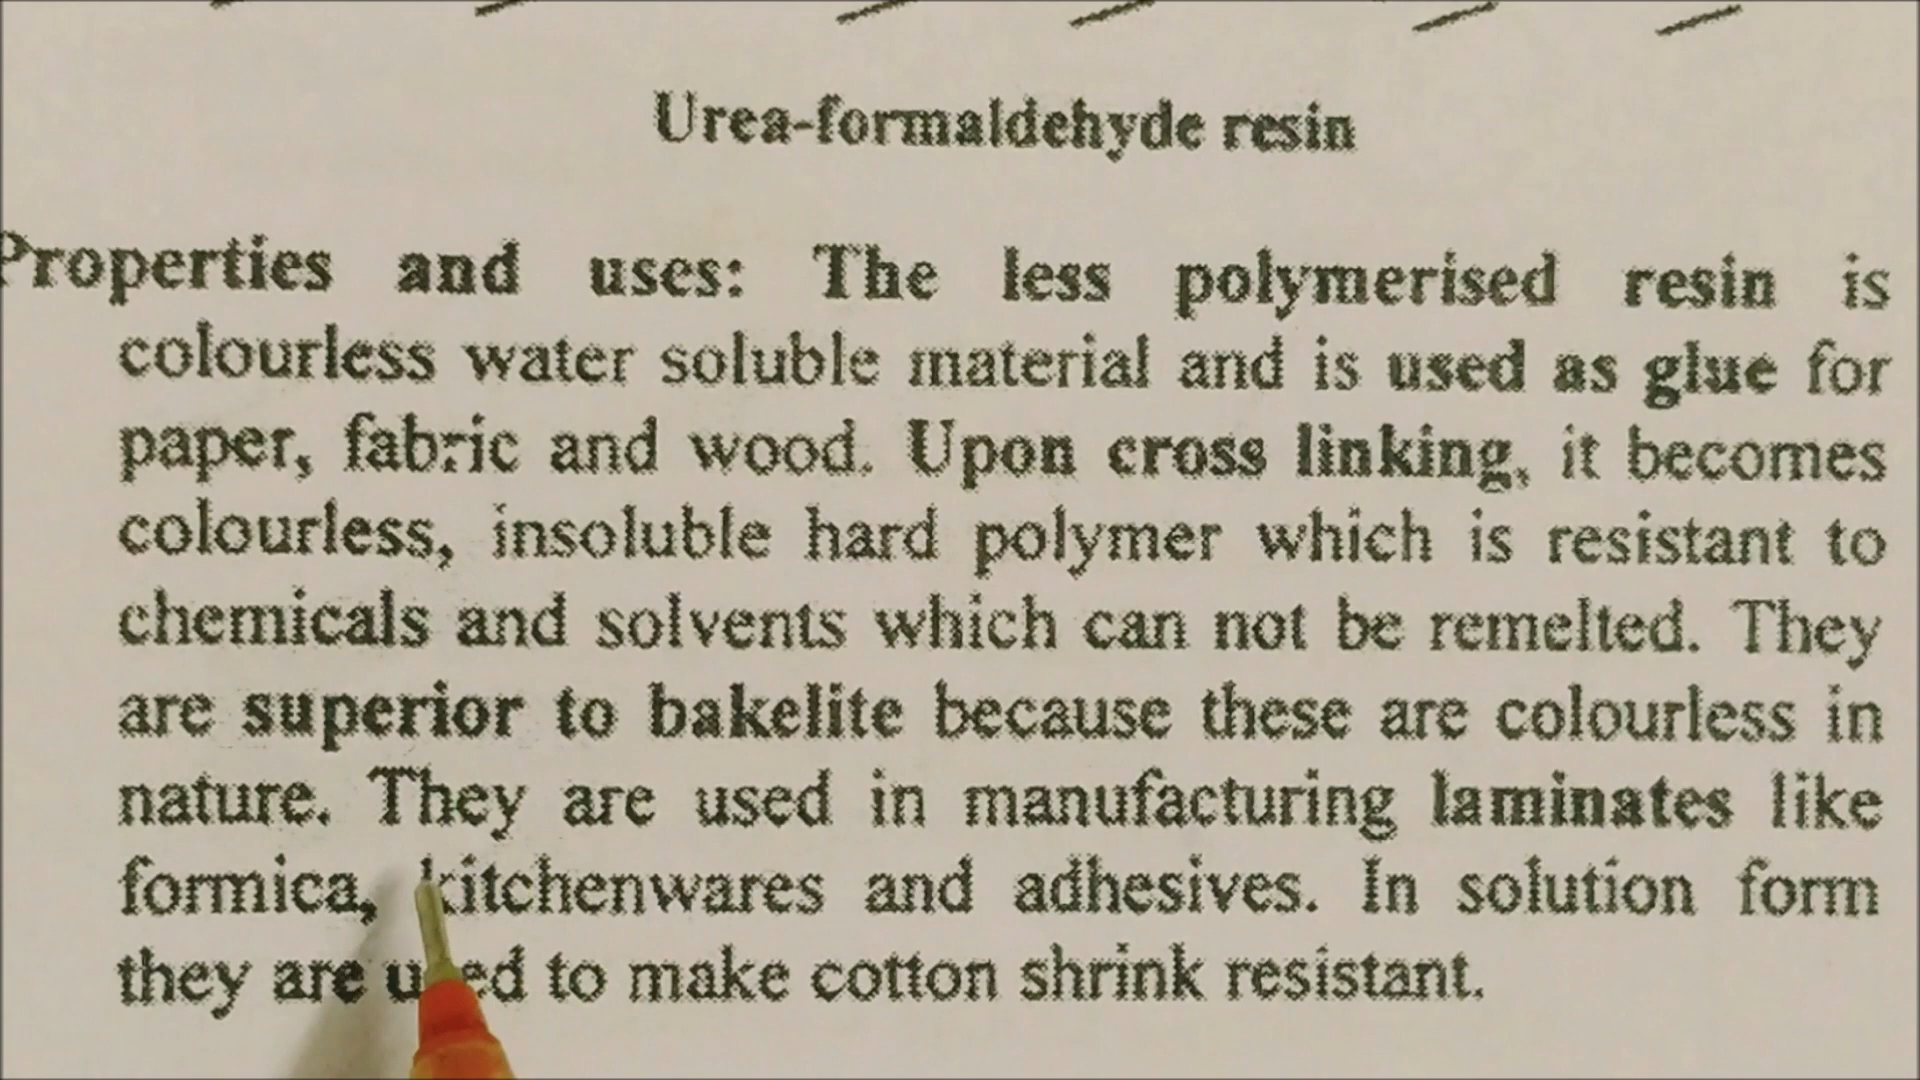 Urea-formaldehyde resin
Properties and uses: The less polymerised resin is
colourless water soluble material and is used as glue for
paper, fabric and wood. Upon cross linking, it becomes
colourless, insoluble hard polymer which is resistant to
chemicals and solvents which can not be remelted. They
are superior to bakelite because these are colourless in
nature. They are used in manufacturing laminates like
formica, kitchenwares and adhesives. In solution form
they are used to make cotton shrink resistant.